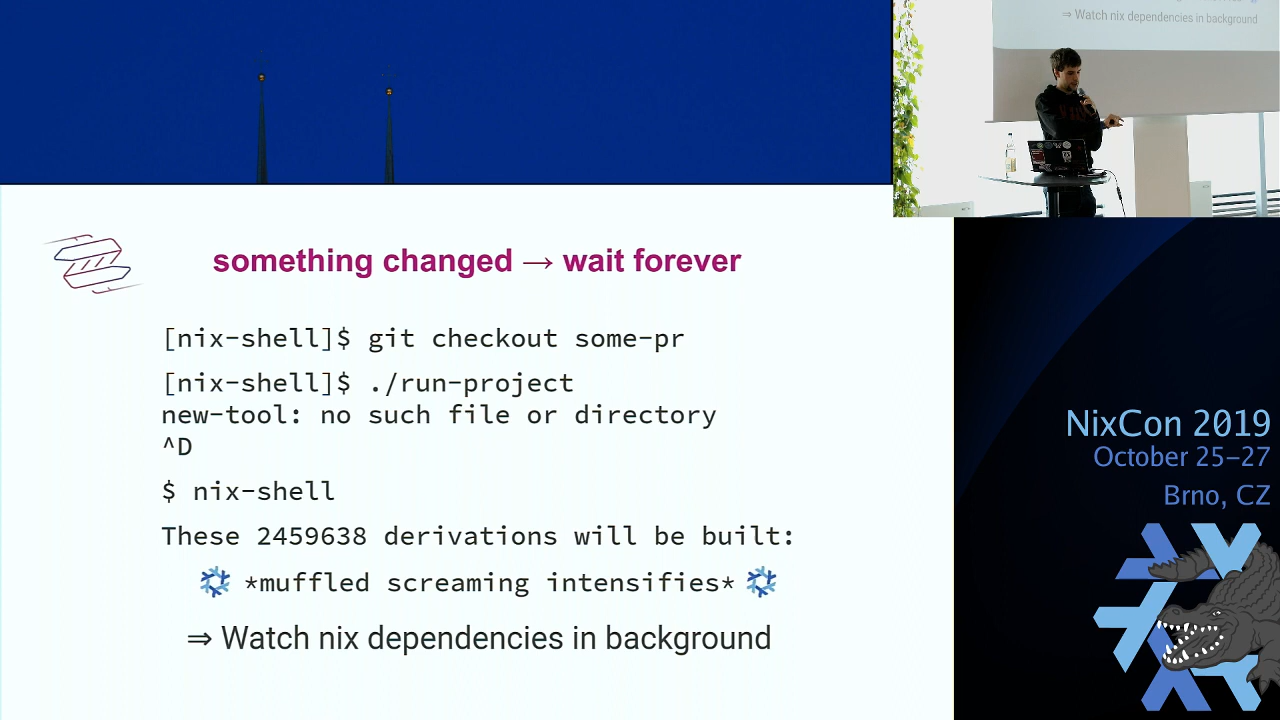 ⇒ Watch nix dependencies in background
something changed → wait forever
[nix-shell]$ git checkout some-pr
[nix-shell]$ ./run-project
new-tool: no such file or directory
^D
$ nix-shell
These 2459638 derivations will be built:
*muffled screaming intensifies*
⇒ Watch nix dependencies in background
NixCon 2019
October 25–27
Brno, CZ